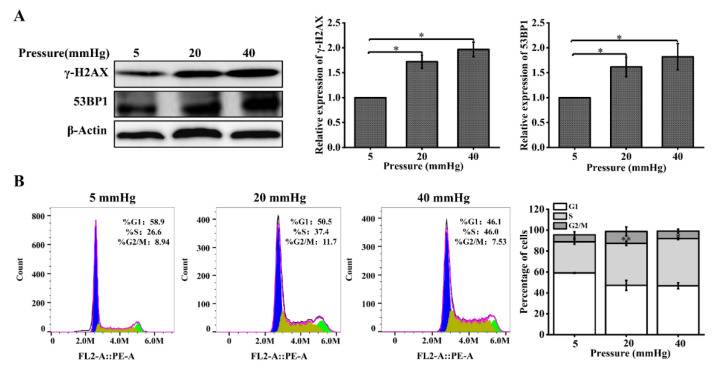 A
Pressure(mmHg) 5 20 40
γ-H2AX
53BP1
β-Actin
Relative expression of γ-H2AX
2.5
2.0
1.5
1.0
0.5
0.0
*
*
5 20 40
Pressure (mmHg)
Relative expression of 53BP1
2.5
2.0
1.5
1.0
0.5
0.0
*
*
5 20 40
Pressure (mmHg)
B
5 mmHg
%G1: 58.9
%S: 26.6
%G2/M: 8.94
Count
800
600
400
200
0
0 2.0M 4.0M 6.0M
FL2-A::PE-A
20 mmHg
%G1: 50.5
%S: 37.4
%G2/M: 11.7
Count
400
300
200
100
0
0 2.0M 4.0M 6.0M
FL2-A::PE-A
40 mmHg
%G1: 46.1
%S: 46.0
%G2/M: 7.53
Count
400
300
200
100
0
0 2.0M 4.0M 6.0M
FL2-A::PE-A
Percentage of cells
120
100
80
60
40
20
0
G1
S
G2/M
**
5 20 40
Pressure (mmHg)